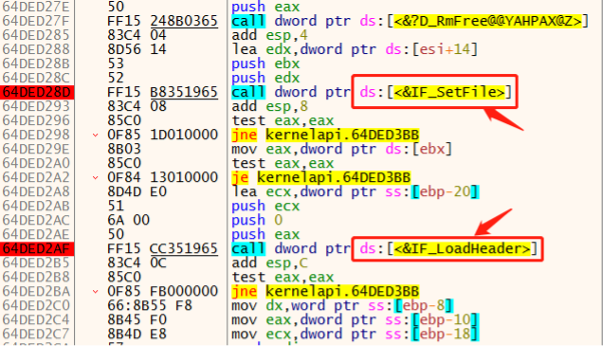 64DED27E 50 push eax
64DED27F FF15 248B0365 call dword ptr ds:[<&?D_RmFree@@YAHPAX@Z>]
64DED285 83C4 04 add esp,4
64DED288 8D56 14 lea edx,dword ptr ds:[esi+14]
64DED28B 53 push ebx
64DED28C 52 push edx
64DED28D FF15 B8351965 call dword ptr ds:[<&IF_SetFile>]
64DED293 83C4 08 add esp,8
64DED296 85C0 test eax,eax
64DED298 0F85 1D010000 jne kernelapi.64DED3BB
64DED29E 8B03 mov eax,dword ptr ds:[ebx]
64DED2A0 85C0 test eax,eax
64DED2A2 0F84 13010000 je kernelapi.64DED3BB
64DED2A8 8D4D E0 lea ecx,dword ptr ss:[ebp-20]
64DED2AB 51 push ecx
64DED2AC 6A 00 push 0
64DED2AE 50 push eax
64DED2AF FF15 CC351965 call dword ptr ds:[<&IF_LoadHeader>]
64DED2B5 83C4 0C add esp,C
64DED2B8 85C0 test eax,eax
64DED2BA 0F85 FB000000 jne kernelapi.64DED3BB
64DED2C0 66:8B55 F8 mov dx,word ptr ss:[ebp-8]
64DED2C4 8B45 F0 mov eax,dword ptr ss:[ebp-10]
64DED2C7 8B4D E8 mov ecx,dword ptr ss:[ebp-18]